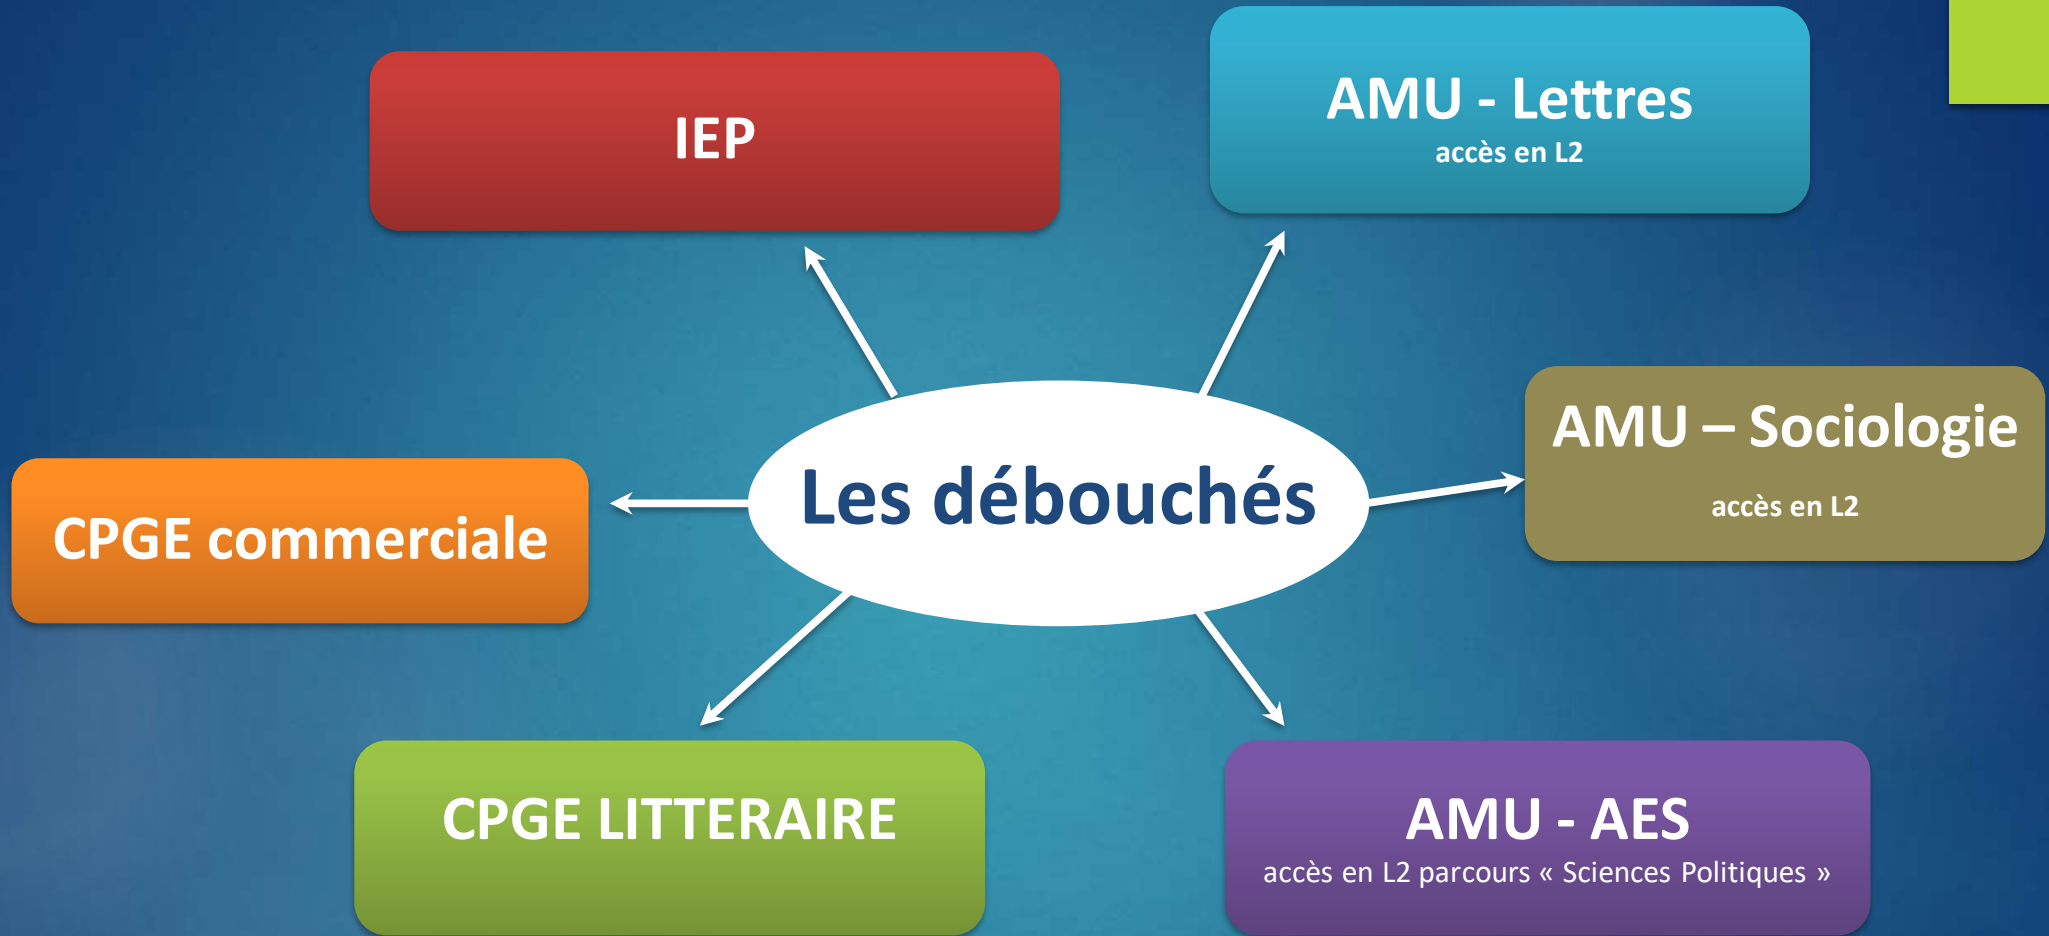 IEP
AMU - Lettres
accès en L2
AMU – Sociologie
accès en L2
Les débouchés
CPGE commerciale
CPGE LITTERAIRE
AMU - AES
accès en L2 parcours « Sciences Politiques »